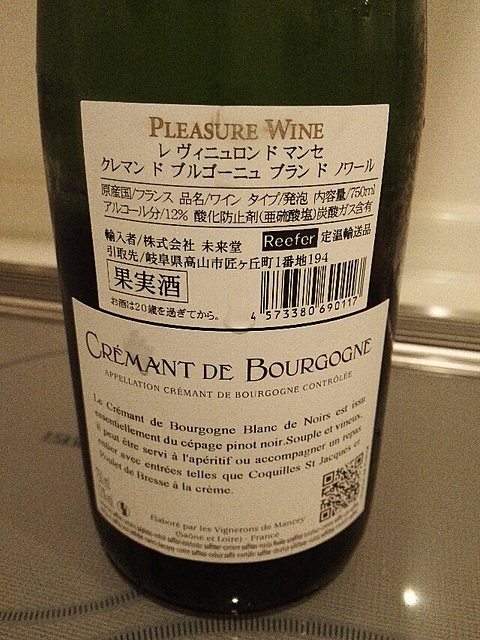 PLEASURE WINE
レ ヴィニュロン ド マンセ
クレマン ド ブルゴーニュ ブラン ド ノワール
原産国/フランス 品名/ワイン タイプ/発泡 内容量/750ml
アルコール分/12% 酸化防止剤(亜硫酸塩)炭酸ガス含有
輸入者/株式会社 未来堂 Reefer 定温輸送品
引取先/岐阜県高山市匠ヶ丘町1番地194
果実酒
お酒は20歳を過ぎてから。
4 573380 690117
CRÉMANT DE BOURGOGNE
APPELLATION CRÉMANT DE BOURGOGNE CONTRÔLÉE
Le Crémant de Bourgogne Blanc de Noirs est issu
essentiellement du cépage pinot noir.Souple et vineux,
il peut être servi à l'apéritif ou accompagner un repas
entier avec entrées telles que Coquilles St Jacques et
Poulet de Bresse à la crème.
Élaboré par les Vignerons de Mancey
(Saône et Loire) - France